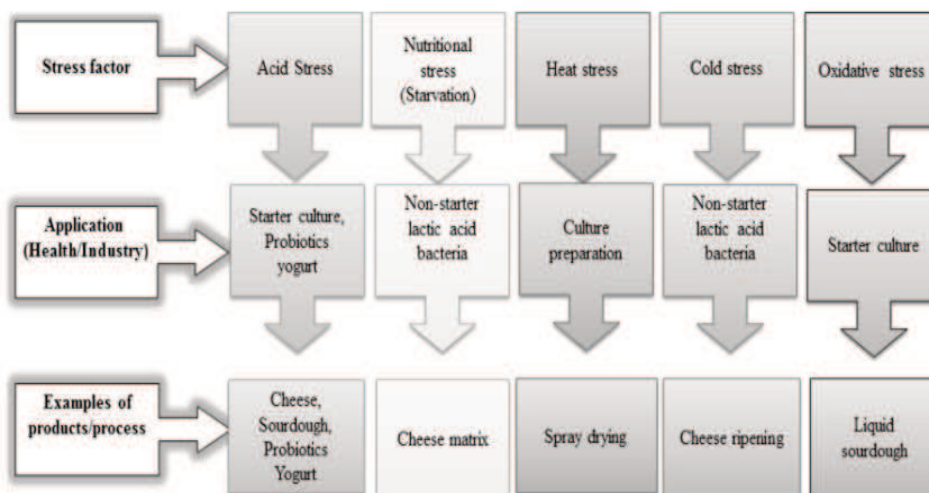 Stress factor
Acid Stress
Nutritional
stress
(Starvation)
Heat stress
Cold stress
Oxidative stress
Application
(Health/Industry)
Starter culture,
Probiotics
yogurt
Non-starter
lactic acid
bacteria
Culture
preparation
Non-starter
lactic acid
bacteria
Starter culture
Examples of
products/process
Cheese,
Sourdough,
Probiotics
Yogurt
Cheese matrix
Spray drying
Cheese ripening
Liquid
sourdough